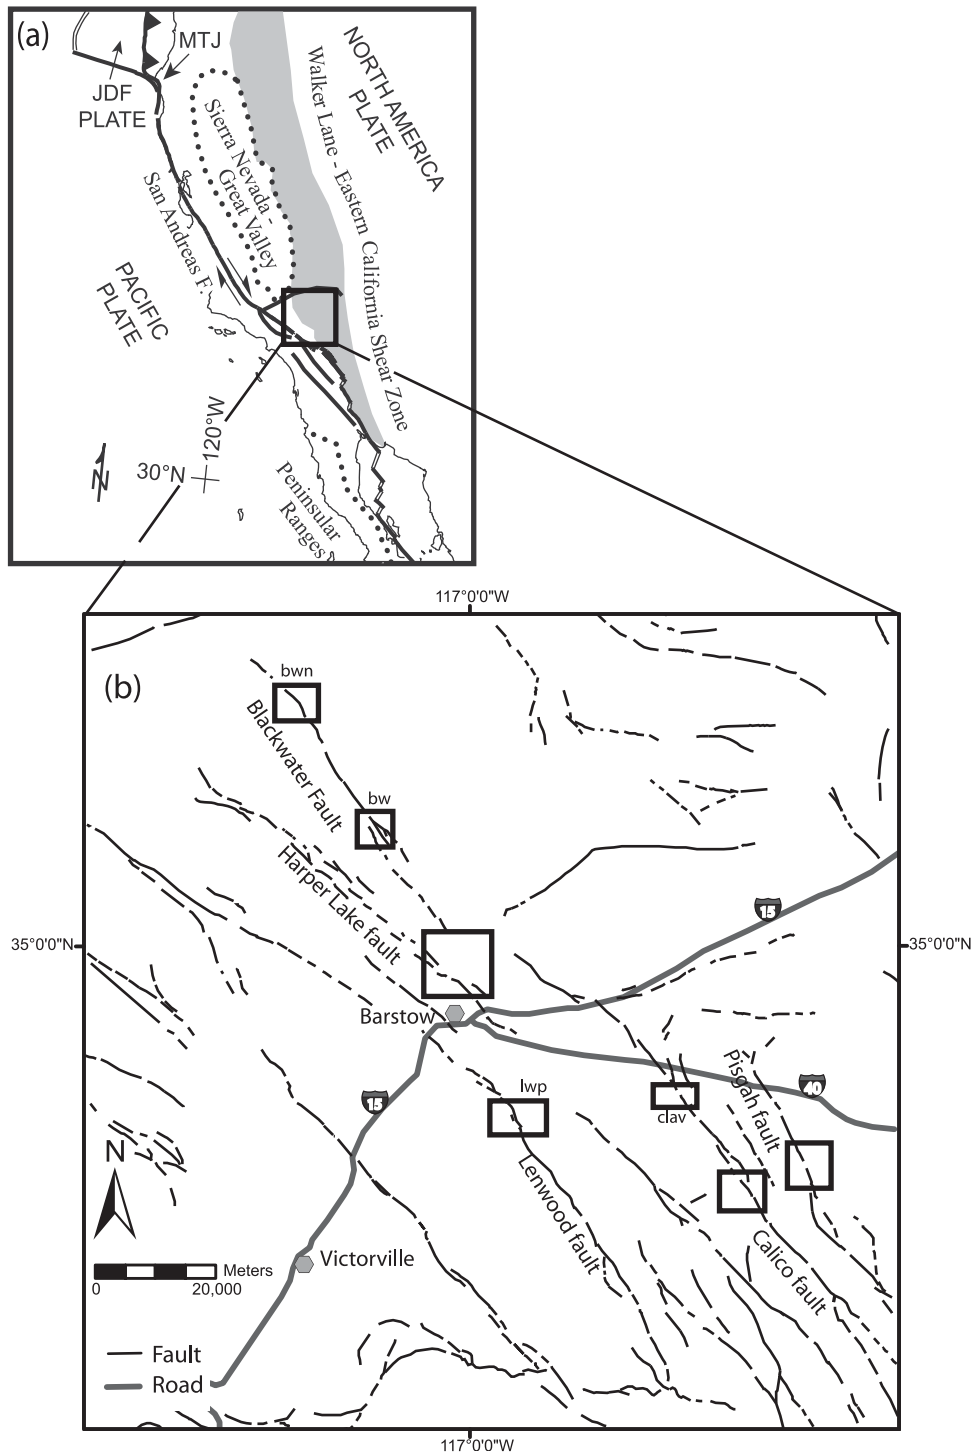 (a)
MTJ
JDF
PLATE
NORTH AMERICA
PLATE
Walker Lane - Eastern California Shear Zone
Sierra Nevada -
Great Valley
San Andreas F.
PACIFIC
PLATE
120°W
30°N
N
Peninsular
Ranges
117°0'0"W
(b)
bwn
Blackwater Fault
bw
Harper Lake fault
15
35°0'0"N
35°0'0"N
Barstow
Pisgah fault
40
15
lwp
clav
N
Lenwood fault
Calico fault
Victorville
Meters
0
20,000
Fault
Road
117°0'0"W